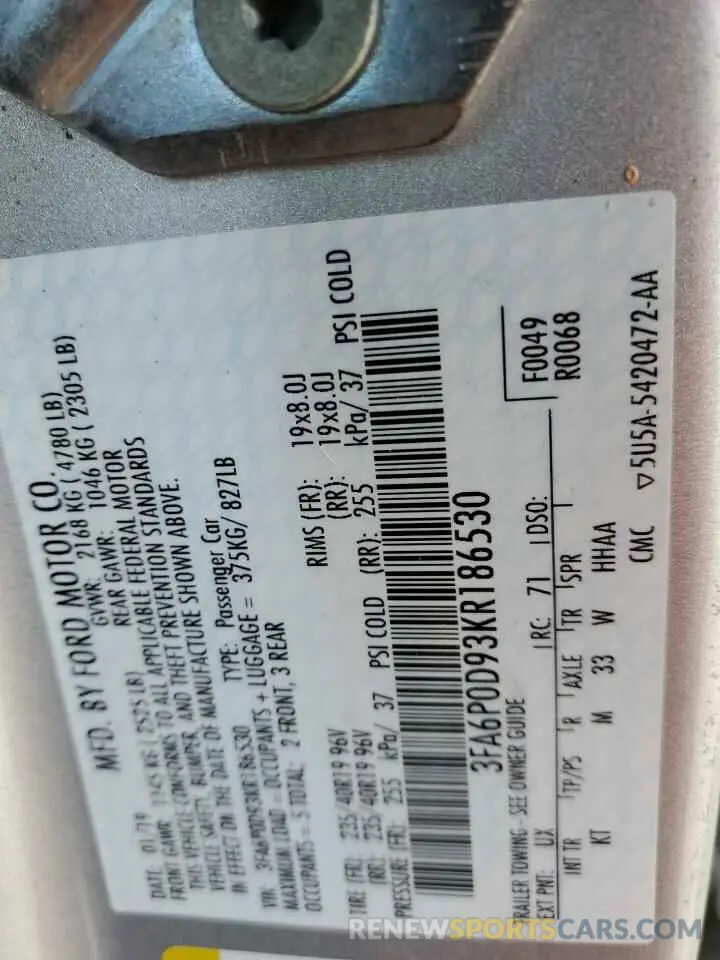 MFD. BY FORD MOTOR CO.
DATE 01/19 GVWR: 2168 KG ( 4780 LB)
FRONT GAWR: 1145 KG ( 2525 LB) REAR GAWR: 1046 KG ( 2305 LB)
THIS VEHICLE CONFORMS TO ALL APPLICABLE FEDERAL MOTOR
VEHICLE SAFETY, BUMPER, AND THEFT PREVENTION STANDARDS
IN EFFECT ON THE DATE OF MANUFACTURE SHOWN ABOVE.
VIN: 3FA6P0D93KR186530 TYPE: Passenger Car
MAXIMUM LOAD = OCCUPANTS + LUGGAGE = 375KG/ 827LB
OCCUPANTS = 5 TOTAL: 2 FRONT, 3 REAR
TIRE (FR): 235/ 40R19 96V RIMS (FR): 19x8.0J
(RR): 235/ 40R19 96V (RR): 19x8.0J
PRESSURE (FR): 255 kPa/ 37 PSI COLD (RR): 255 kPa/ 37 PSI COLD
3FA6P0D93KR186530
F0049
R0068
TRAILER TOWING- SEE OWNER GUIDE
EXT PNT: UX RC: 71 DSO:
INT TR TP/PS R AXLE TR SPR
KT M 33 W HHAA
CMC ▽5U5A-5420472-AA
RENEWSPORTSCARS.COM